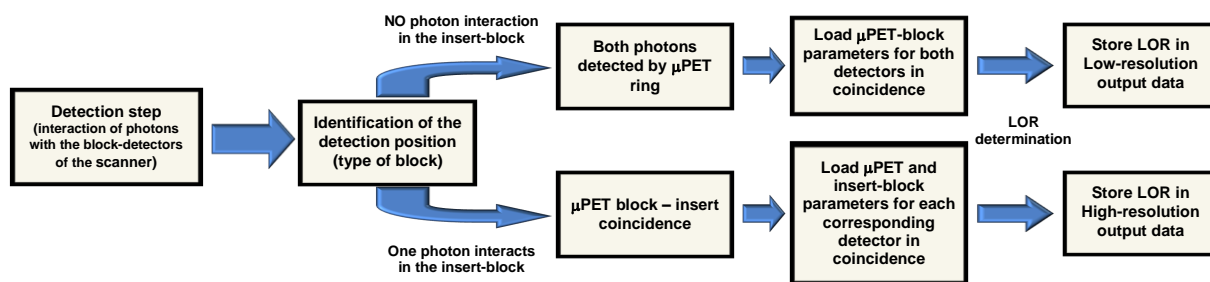 Detection step
(interaction of photons
with the block-detectors
of the scanner)
Identification of the
detection position
(type of block)
NO photon interaction
in the insert-block
Both photons
detected by μPET
ring
Load μPET-block
parameters for both
detectors in
coincidence
Store LOR in
Low-resolution
output data
LOR
determination
One photon interacts
in the insert-block
μPET block – insert
coincidence
Load μPET and
insert-block
parameters for each
corresponding
detector in
coincidence
Store LOR in
High-resolution
output data